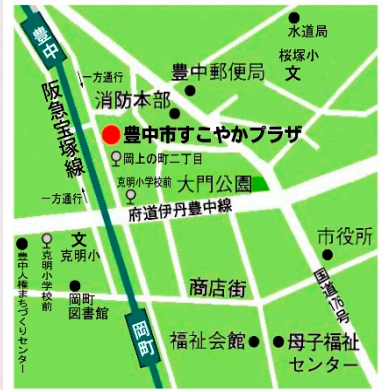 水道局
豊中
桜塚小
文
豊中郵便局
一方通行
消防本部
阪急宝塚線
豊中市すこやかプラザ
岡上の町二丁目
克明小学校前
大門公園
一方通行
府道伊丹豊中線
市役所
文
克明小
克明小学校前
豊中人権まちづくりセンター
国道176号
岡町
図書館
商店街
岡町
福祉会館
母子福祉
センター